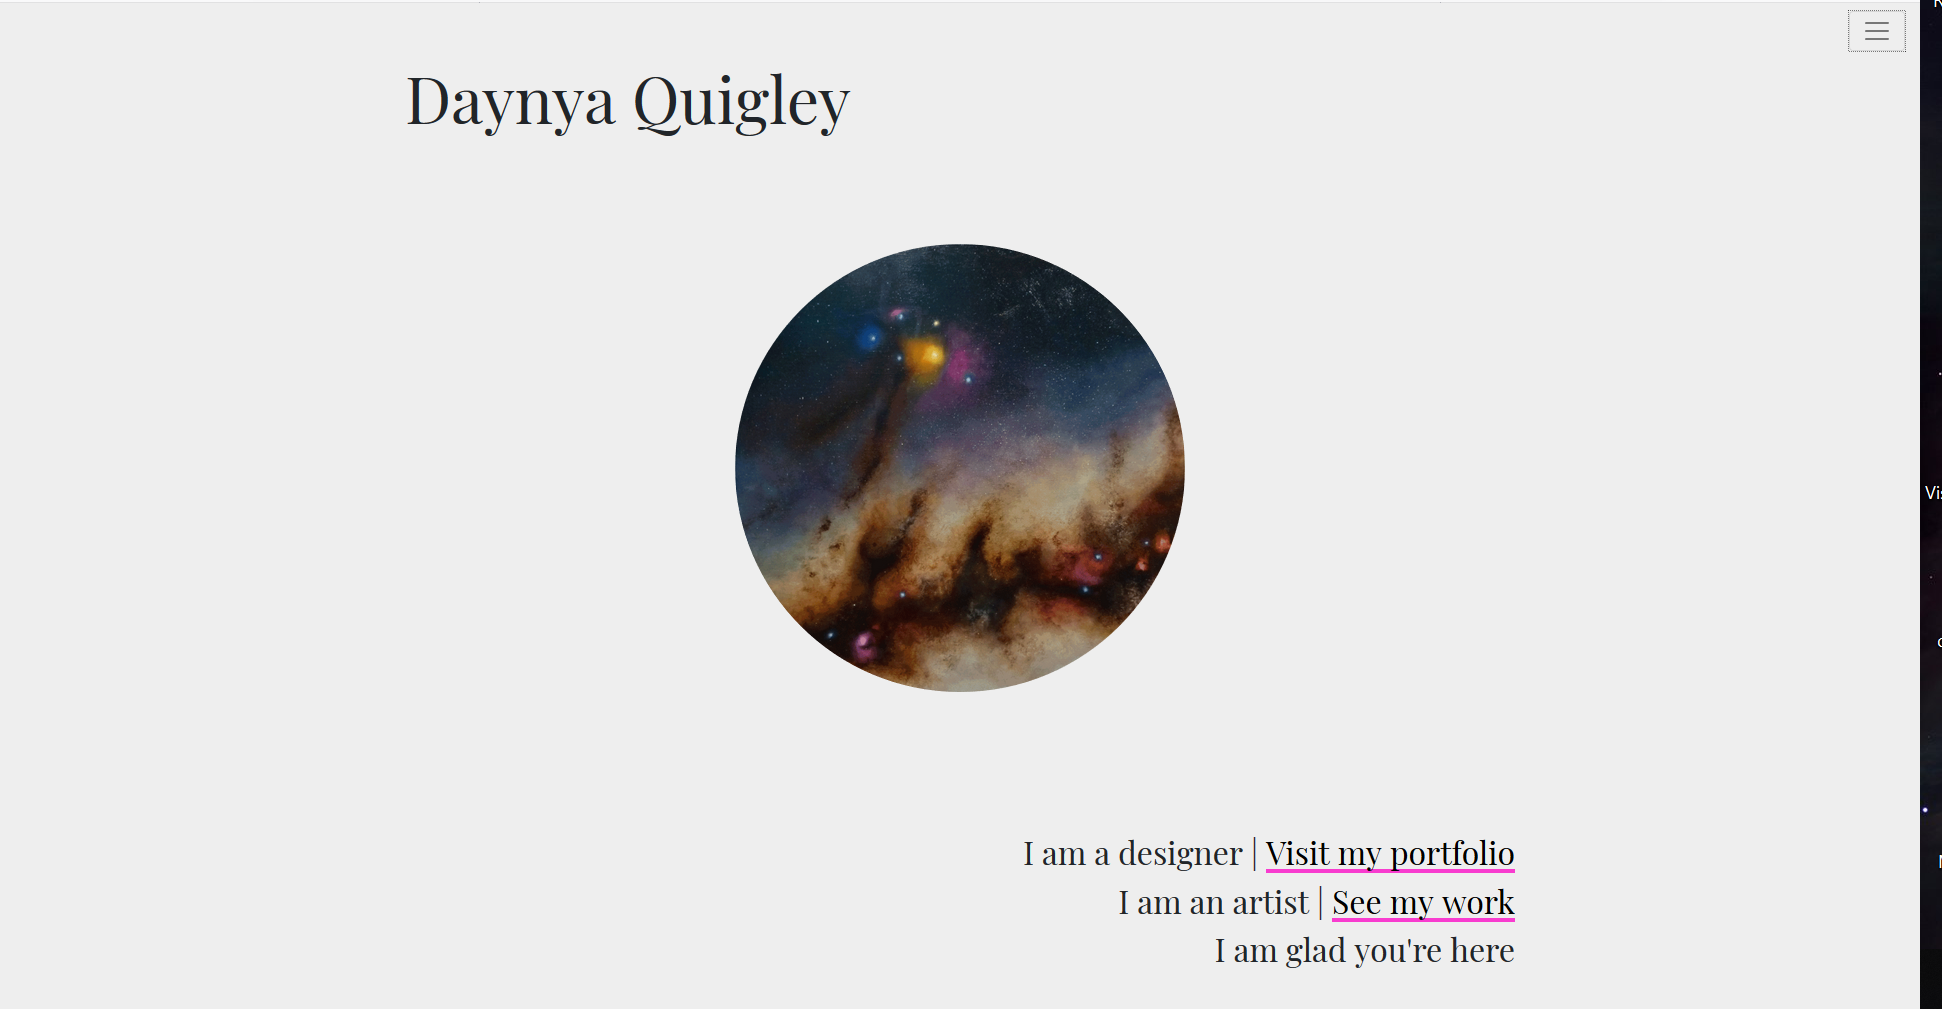 Daynya Quigley
I am a designer | Visit my portfolio
I am an artist | See my work
I am glad you're here